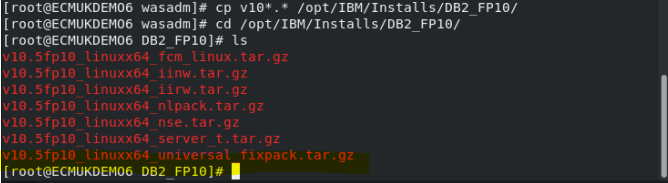 [root@ECMUKDEMO6 wasadm]# cp v10*.* /opt/IBM/Installs/DB2_FP10/
[root@ECMUKDEMO6 wasadm]# cd /opt/IBM/Installs/DB2_FP10/
[root@ECMUKDEMO6 DB2_FP10]# ls
v10.5fp10_linuxx64_fcm_linux.tar.gz
v10.5fp10_linuxx64_iinw.tar.gz
v10.5fp10_linuxx64_iirw.tar.gz
v10.5fp10_linuxx64_nlpack.tar.gz
v10.5fp10_linuxx64_nse.tar.gz
v10.5fp10_linuxx64_server_t.tar.gz
v10.5fp10_linuxx64_universal_fixpack.tar.gz
[root@ECMUKDEMO6 DB2_FP10]#